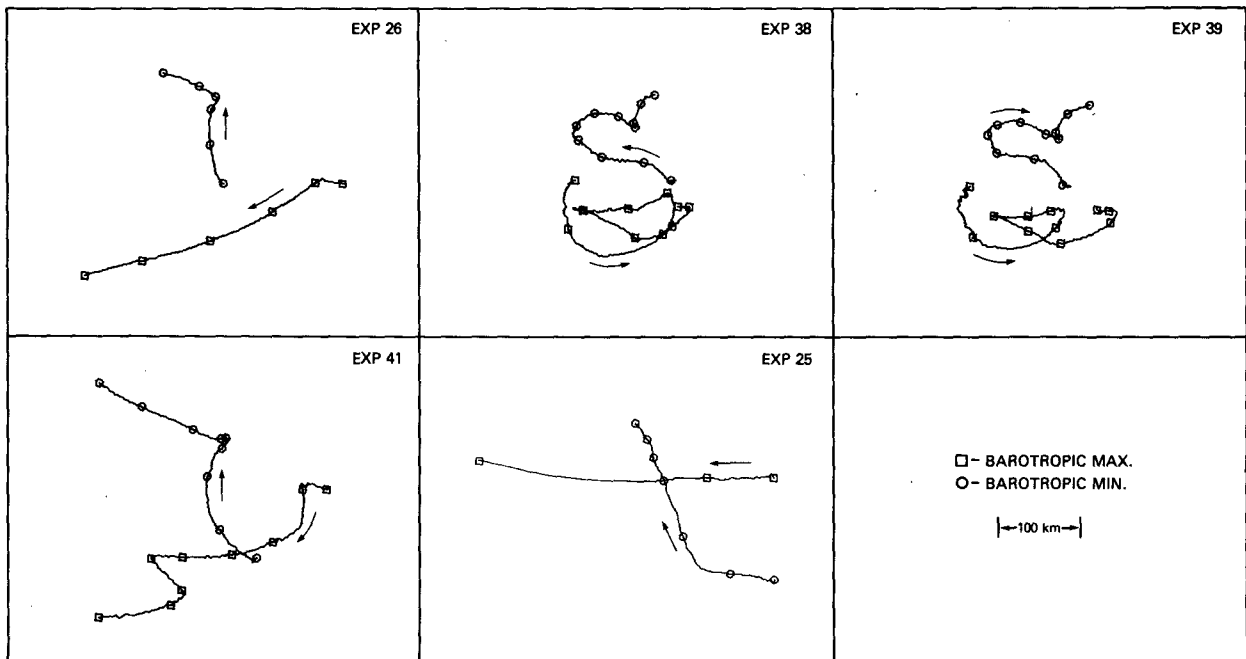 EXP 26
EXP 38
EXP 39
EXP 41
EXP 25
□ – BAROTROPIC MAX.
○ – BAROTROPIC MIN.
100 km